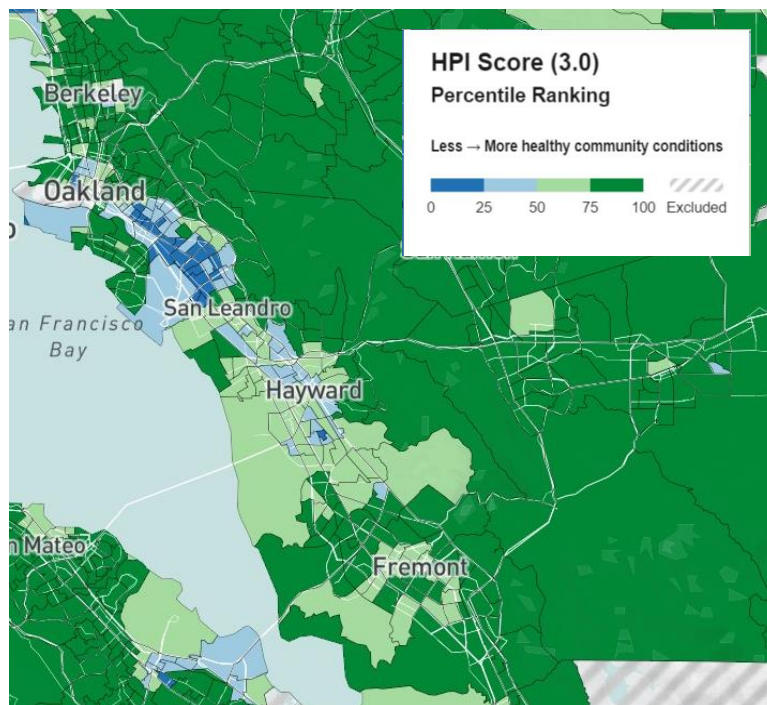 HPI Score (3.0)
Percentile Ranking
Less → More healthy community conditions
0 25 50 75 100 Excluded
Berkeley
Oakland
San Leandro
an Francisco
Bay
Hayward
n Mateo
Fremont